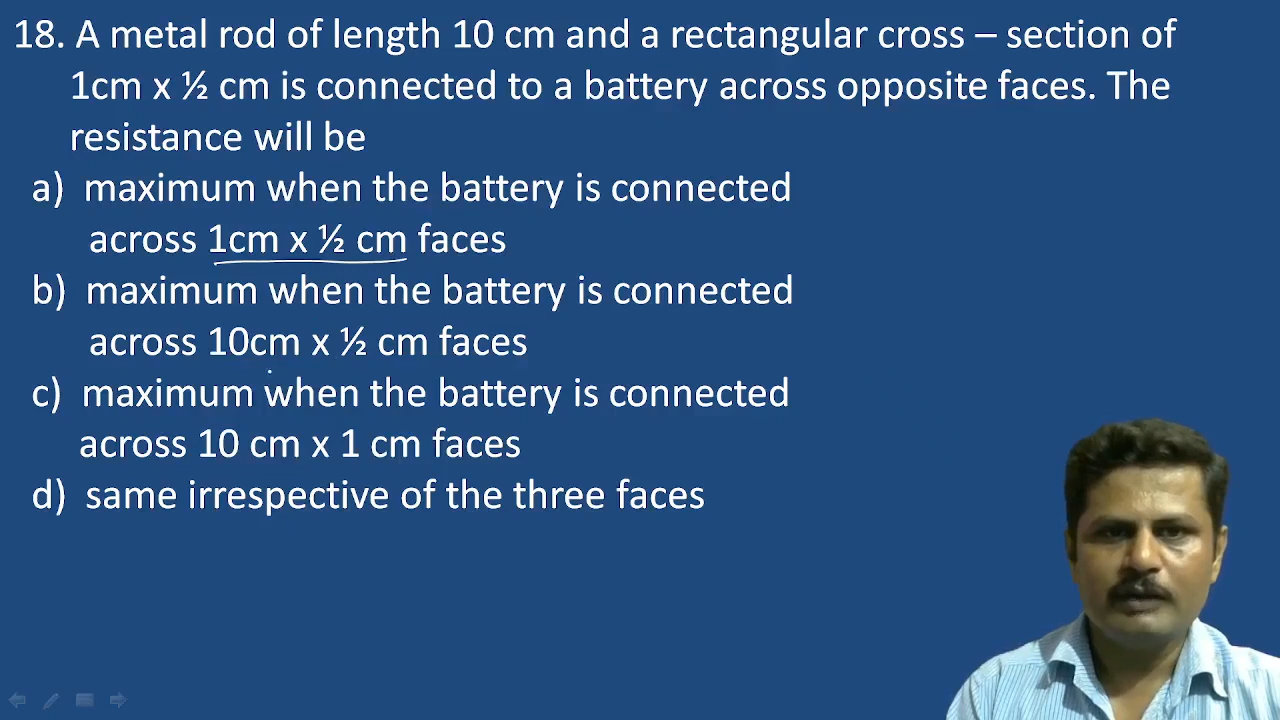 18. A metal rod of length 10 cm and a rectangular cross – section of
1cm x ½ cm is connected to a battery across opposite faces. The
resistance will be
a) maximum when the battery is connected
across 1cm x ½ cm faces
b) maximum when the battery is connected
across 10cm x ½ cm faces
c) maximum when the battery is connected
across 10 cm x 1 cm faces
d) same irrespective of the three faces